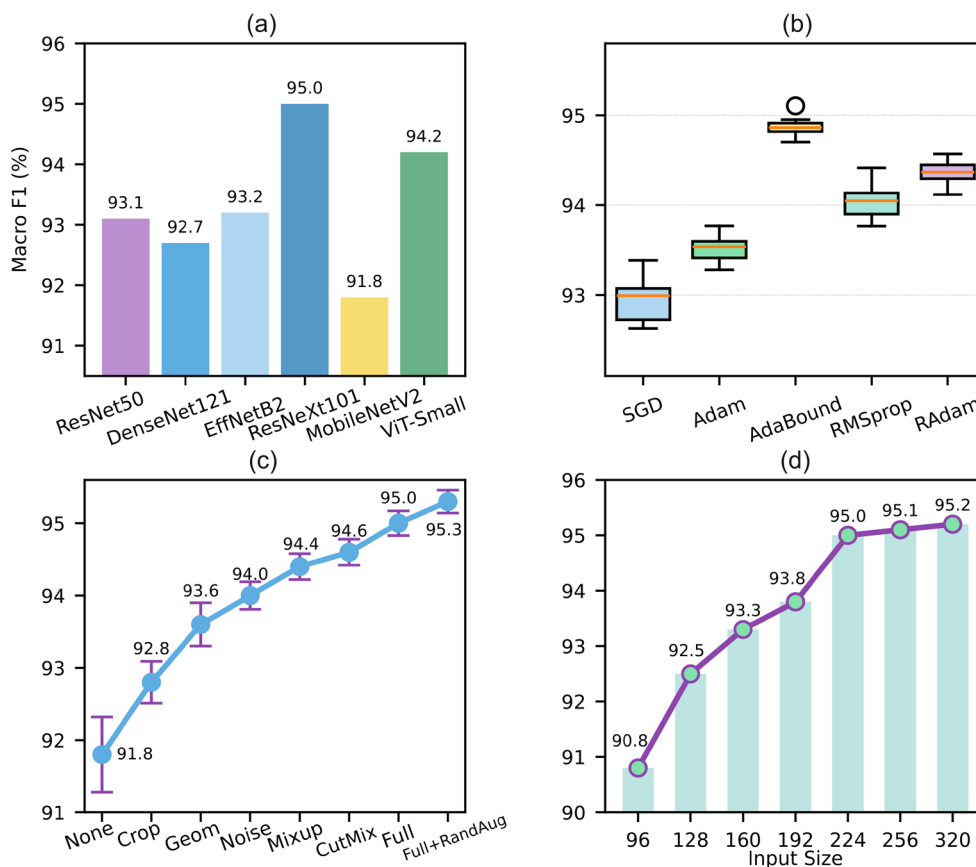 (a)
Macro F1 (%)
96
95
94
93
92
91
93.1
92.7
93.2
95.0
91.8
94.2
ResNet50
DenseNet121
EffNetB2
ResNeXt101
MobileNetV2
ViT-Small
(b)
95
94
93
SGD
Adam
AdaBound
RMSprop
RAdam
(c)
95
94
93
92
91
91.8
92.8
93.6
94.0
94.4
94.6
95.0
95.3
None
Crop
Geom
Noise
Mixup
CutMix
Full
Full+RandAug
(d)
96
95
94
93
92
91
90
90.8
92.5
93.3
93.8
95.0
95.1
95.2
96
128
160
192
224
256
320
Input Size